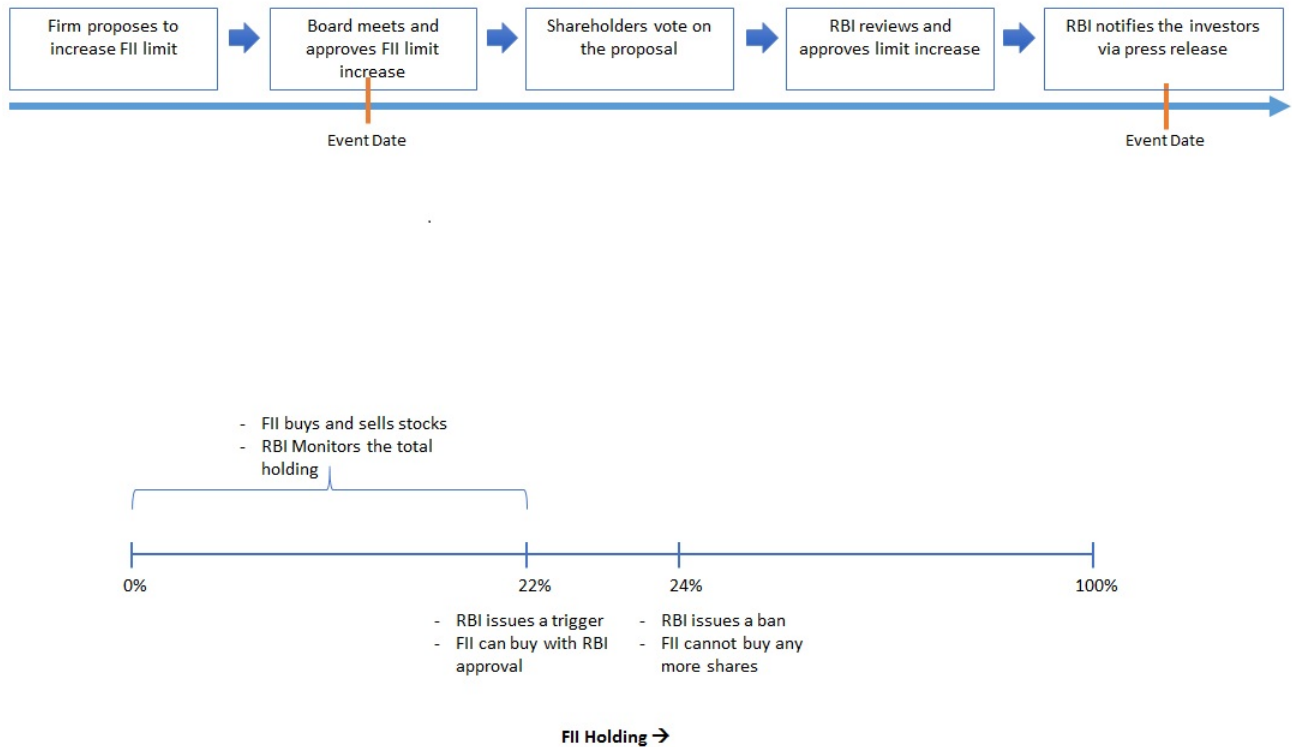 Firm proposes to
increase FII limit
Board meets and
approves FII limit
increase
Shareholders vote on
the proposal
RBI reviews and
approves limit increase
RBI notifies the investors
via press release
Event Date
Event Date
.
- FII buys and sells stocks
- RBI Monitors the total
holding
0%
22%
24%
100%
- RBI issues a trigger
- FII can buy with RBI
approval
- RBI issues a ban
- FII cannot buy any
more shares
FII Holding →